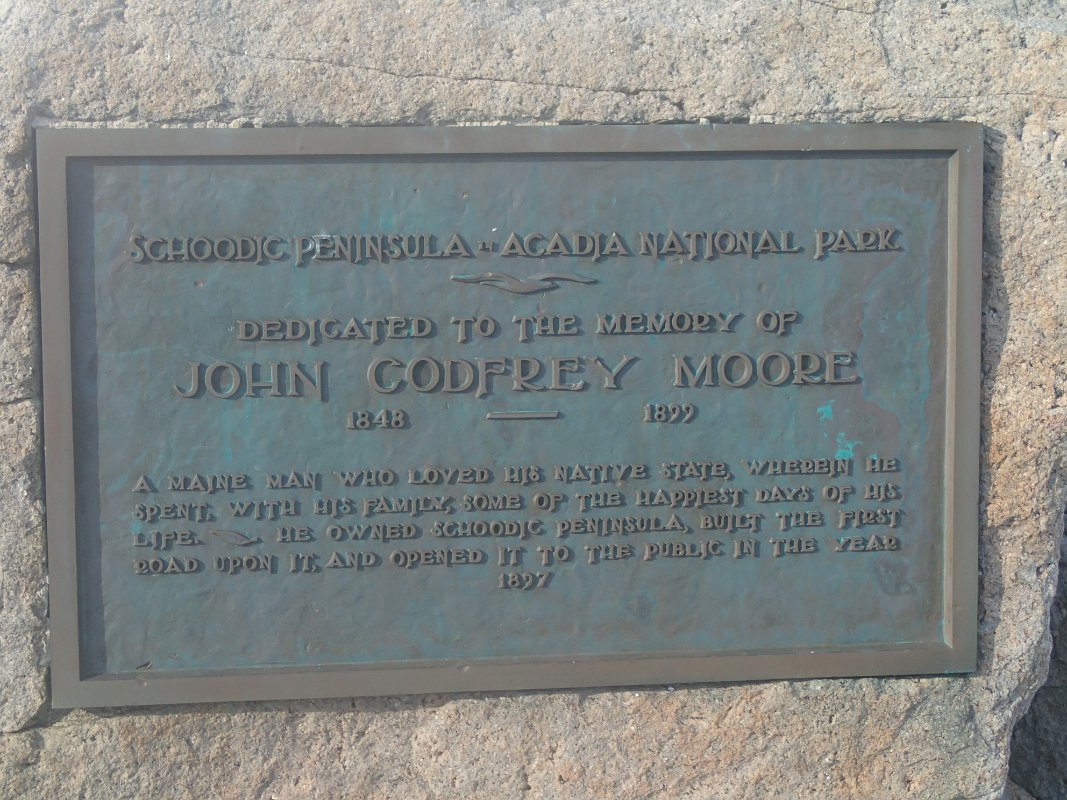 SCHOODIC PENINSULA IN ACADIA NATIONAL PARK
DEDICATED TO THE MEMORY OF
JOHN GODFREY MOORE
1848 — 1899
A MAINE MAN WHO LOVED HIS NATIVE STATE, WHEREIN HE
SPENT, WITH HIS FAMILY, SOME OF THE HAPPIEST DAYS OF HIS
LIFE. HE OWNED SCHOODIC PENINSULA, BUILT THE FIRST
ROAD UPON IT, AND OPENED IT TO THE PUBLIC IN THE YEAR
1897